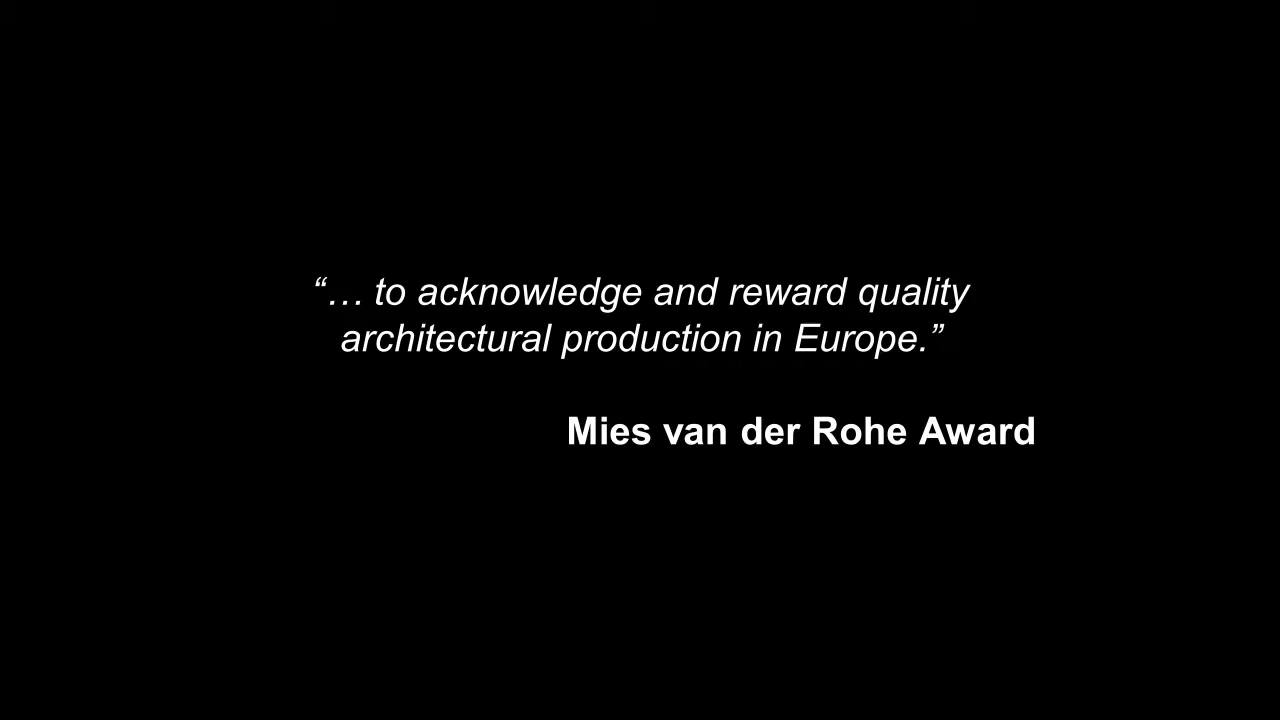 “… to acknowledge and reward quality
architectural production in Europe.”
Mies van der Rohe Award